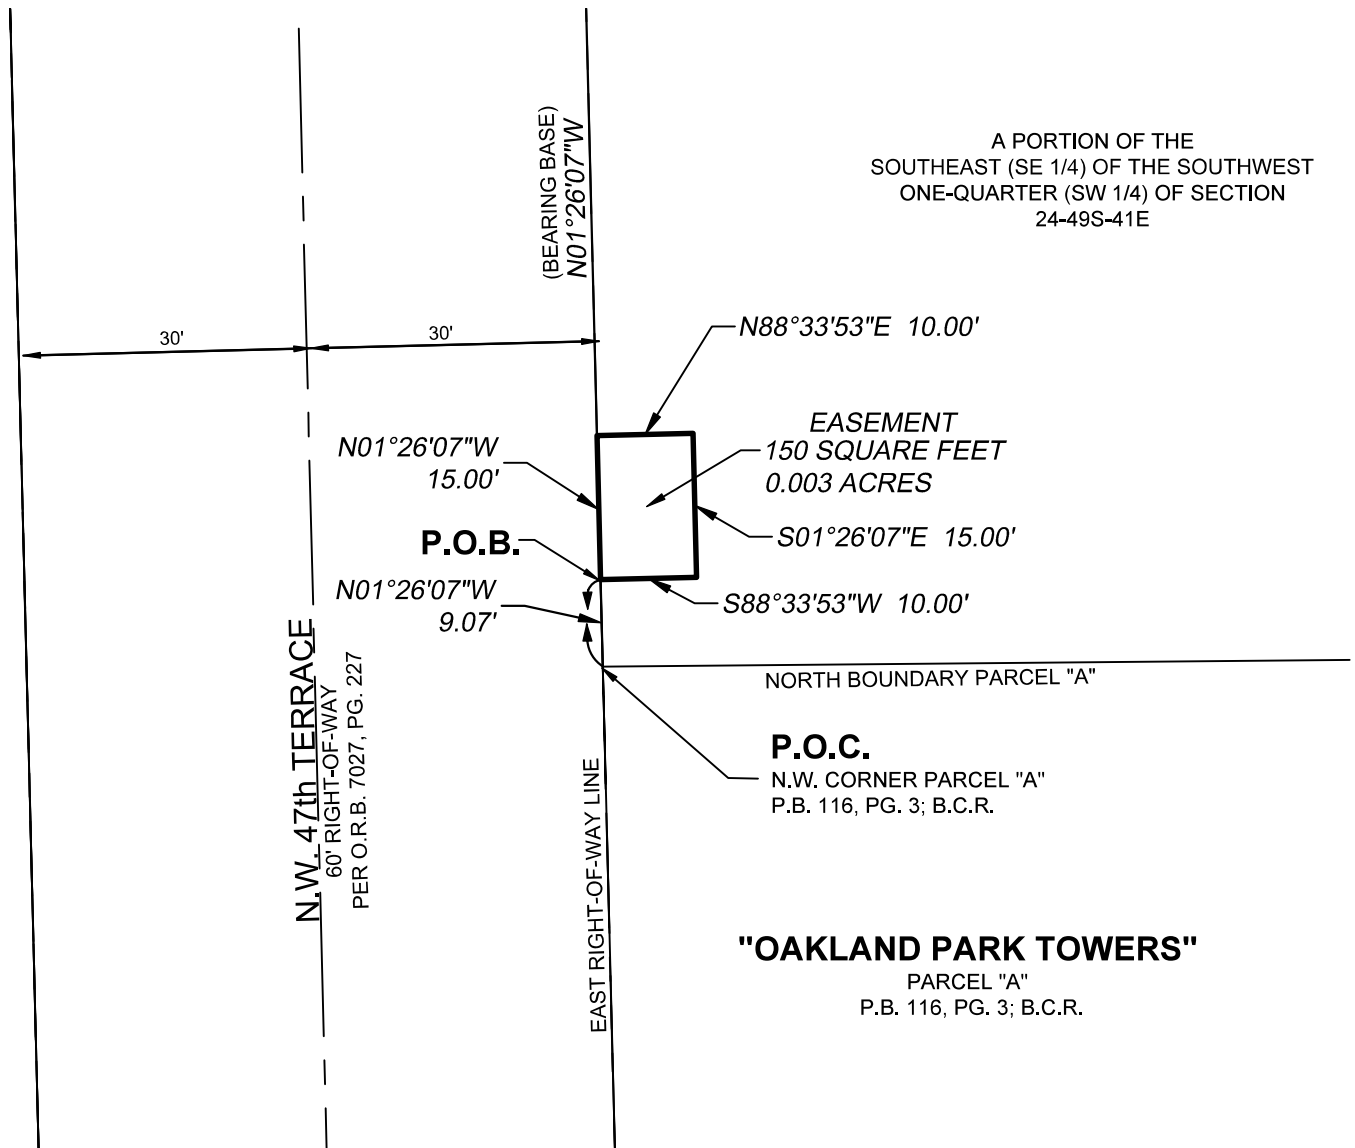 (BEARING BASE)
N01°26'07"W
A PORTION OF THE
SOUTHEAST (SE 1/4) OF THE SOUTHWEST
ONE-QUARTER (SW 1/4) OF SECTION
24-49S-41E
30'
30'
N88°33'53"E 10.00'
EASEMENT
150 SQUARE FEET
0.003 ACRES
N01°26'07"W
15.00'
S01°26'07"E 15.00'
P.O.B.
N01°26'07"W
9.07'
S88°33'53"W 10.00'
NORTH BOUNDARY PARCEL "A"
N.W. 47th TERRACE
60' RIGHT-OF-WAY
PER O.R.B. 7027, PG. 227
P.O.C.
N.W. CORNER PARCEL "A"
P.B. 116, PG. 3; B.C.R.
EAST RIGHT-OF-WAY LINE
"OAKLAND PARK TOWERS"
PARCEL "A"
P.B. 116, PG. 3; B.C.R.